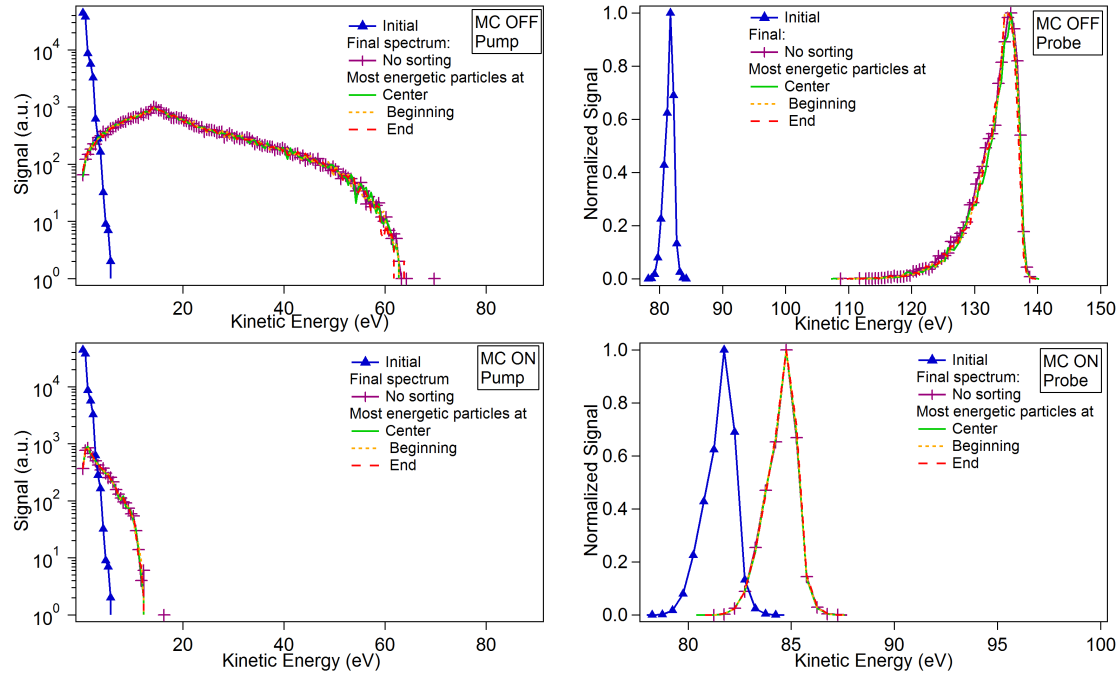 MC OFF
Pump
Initial
Final spectrum:
No sorting
Most energetic particles at
Center
Beginning
End
Signal (a.u.)
10^4
10^3
10^2
10^1
10^0
20
40
60
80
Kinetic Energy (eV)
MC OFF
Probe
Initial
Final:
No sorting
Most energetic particles at
Center
Beginning
End
Normalized Signal
1.0
0.8
0.6
0.4
0.2
0.0
80
90
100
110
120
130
140
150
Kinetic Energy (eV)
MC ON
Pump
Initial
Final spectrum
No sorting
Most energetic particles at
Center
Beginning
End
Signal (a.u.)
10^4
10^3
10^2
10^1
10^0
20
40
60
80
Kinetic Energy (eV)
MC ON
Probe
Initial
Final spectrum:
No sorting
Most energetic particles at
Center
Beginning
End
Normalized Signal
1.0
0.8
0.6
0.4
0.2
0.0
80
85
90
95
100
Kinetic Energy (eV)